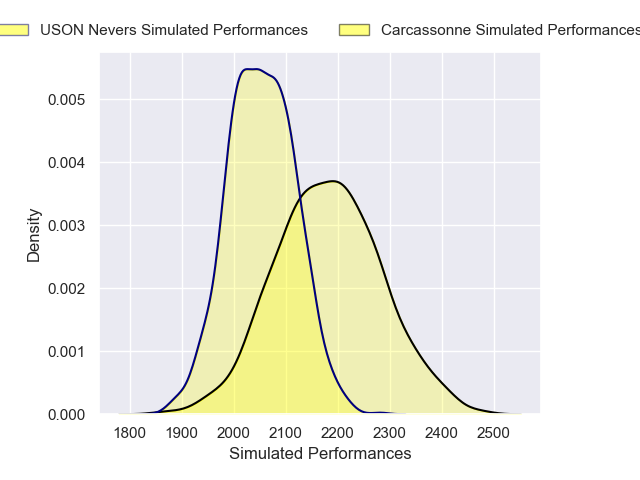 USON Nevers Simulated Performances Carcassonne Simulated Performances
0.005
0.004
0.003
0.002
0.001
0.000
Density
1800 1900 2000 2100 2200 2300 2400 2500
Simulated Performances